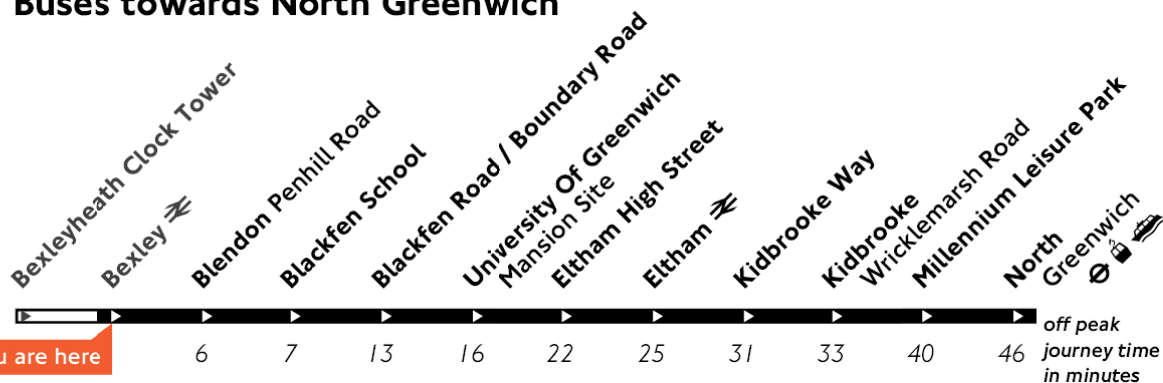 Buses towards North Greenwich
Bexleyheath Clock Tower
Bexley
Blendon Penhill Road
Blackfen School
Blackfen Road / Boundary Road
University Of Greenwich
Mansion Site
Eltham High Street
Eltham
Kidbrooke Way
Kidbrooke
Wricklemarsh Road
Millennium Leisure Park
North
Greenwich
u are here
6 7 13 16 22 25 31 33 40 46
off peak
journey time
in minutes